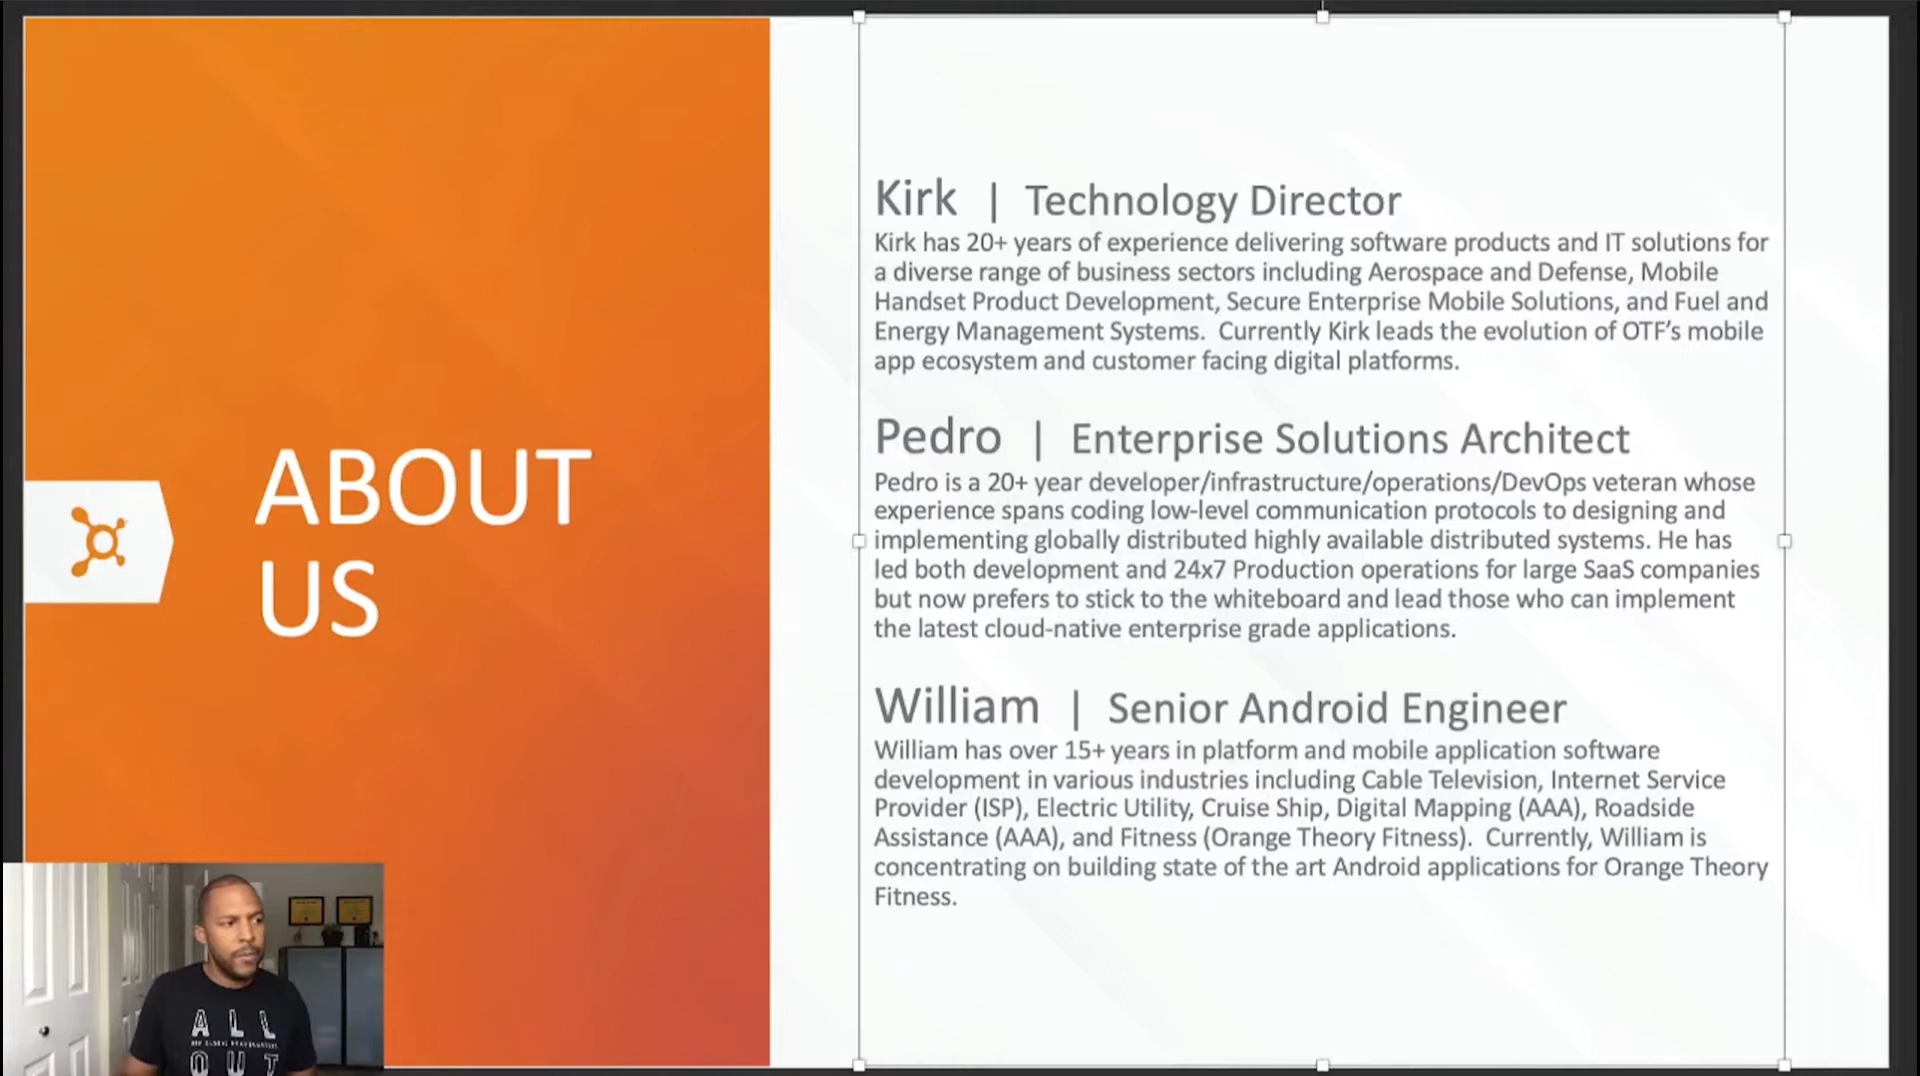 ABOUT
US
Kirk | Technology Director
Kirk has 20+ years of experience delivering software products and IT solutions for
a diverse range of business sectors including Aerospace and Defense, Mobile
Handset Product Development, Secure Enterprise Mobile Solutions, and Fuel and
Energy Management Systems.  Currently Kirk leads the evolution of OTF’s mobile
app ecosystem and customer facing digital platforms.
Pedro | Enterprise Solutions Architect
Pedro is a 20+ year developer/infrastructure/operations/DevOps veteran whose
experience spans coding low-level communication protocols to designing and
implementing globally distributed highly available distributed systems. He has
led both development and 24x7 Production operations for large SaaS companies
but now prefers to stick to the whiteboard and lead those who can implement
the latest cloud-native enterprise grade applications.
William | Senior Android Engineer
William has over 15+ years in platform and mobile application software
development in various industries including Cable Television, Internet Service
Provider (ISP), Electric Utility, Cruise Ship, Digital Mapping (AAA), Roadside
Assistance (AAA), and Fitness (Orange Theory Fitness).  Currently, William is
concentrating on building state of the art Android applications for Orange Theory
Fitness.
ALL
OUT